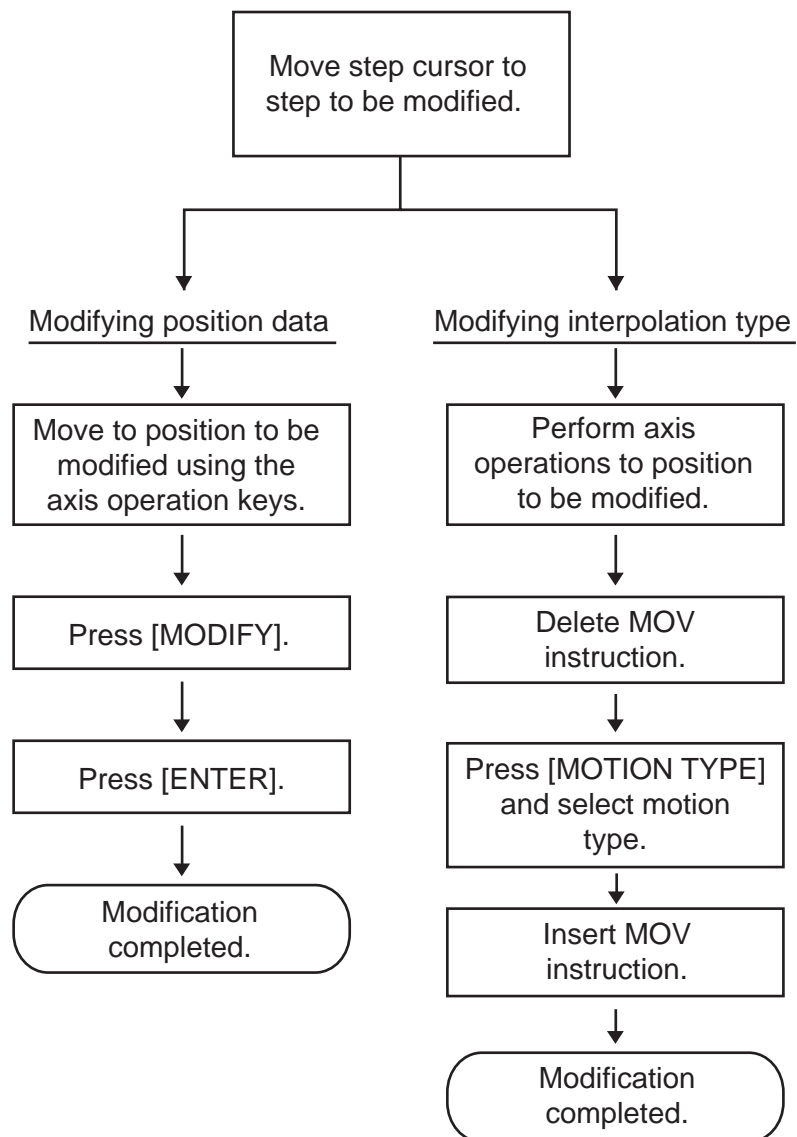 Move step cursor to
step to be modified.
Modifying position data
Move to position to be
modified using the
axis operation keys.
Press [MODIFY].
Press [ENTER].
Modification
completed.
Modifying interpolation type
Perform axis
operations to position
to be modified.
Delete MOV
instruction.
Press [MOTION TYPE]
and select motion
type.
Insert MOV
instruction.
Modification
completed.